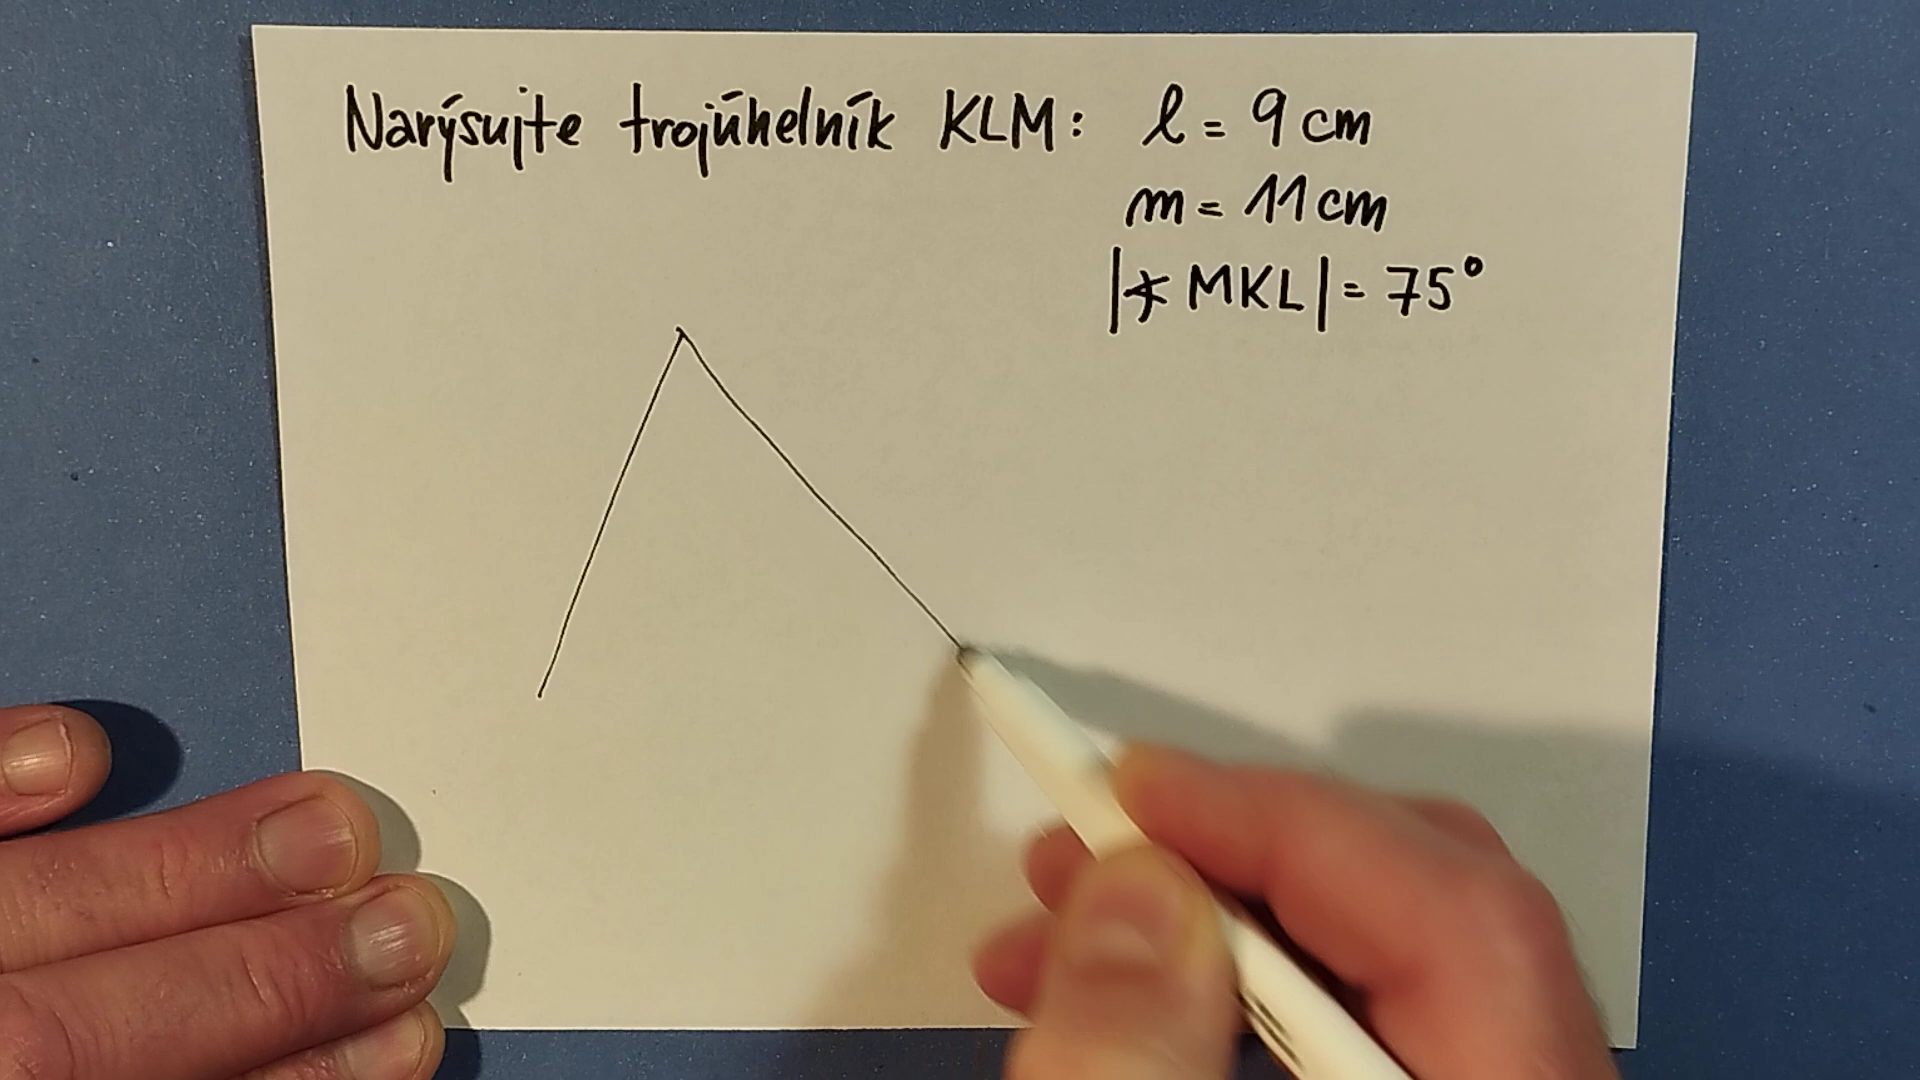 Narýsujte trojúhelník KLM: l = 9 cm
m = 11 cm
|∢ MKL| = 75°